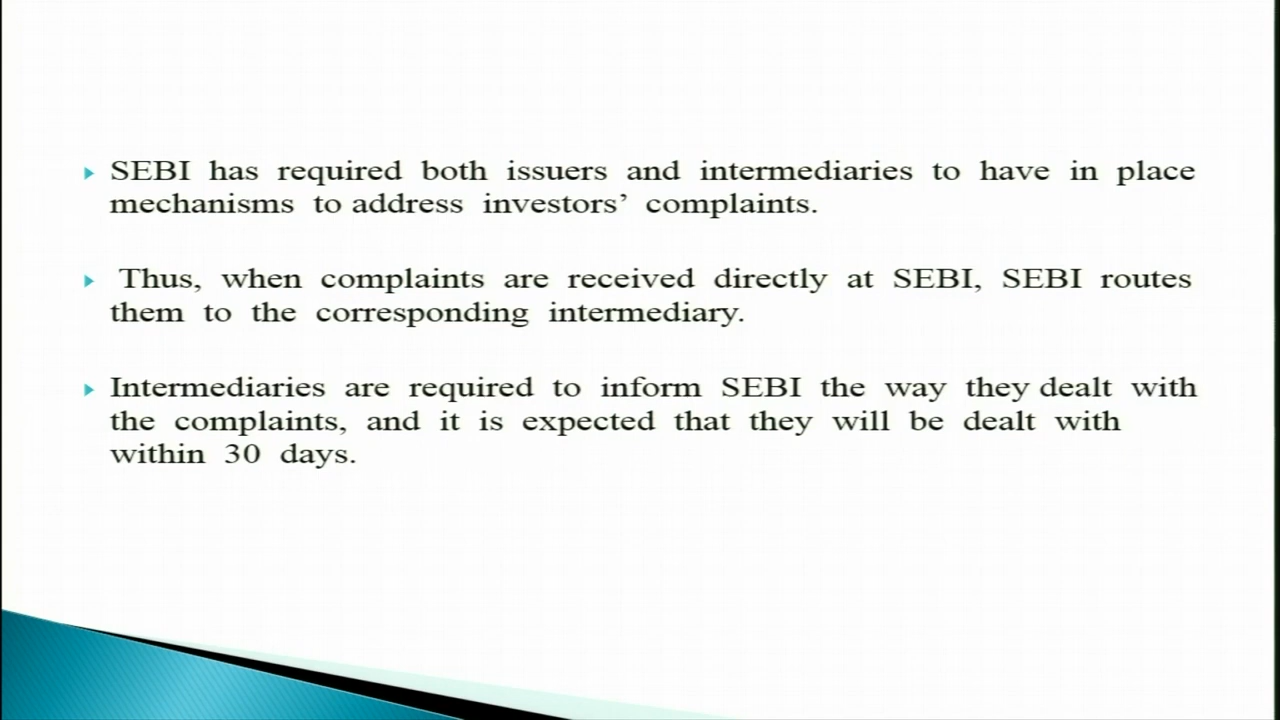 SEBI has required both issuers and intermediaries to have in place
mechanisms to address investors’ complaints.
Thus, when complaints are received directly at SEBI, SEBI routes
them to the corresponding intermediary.
Intermediaries are required to inform SEBI the way they dealt with
the complaints, and it is expected that they will be dealt with
within 30 days.